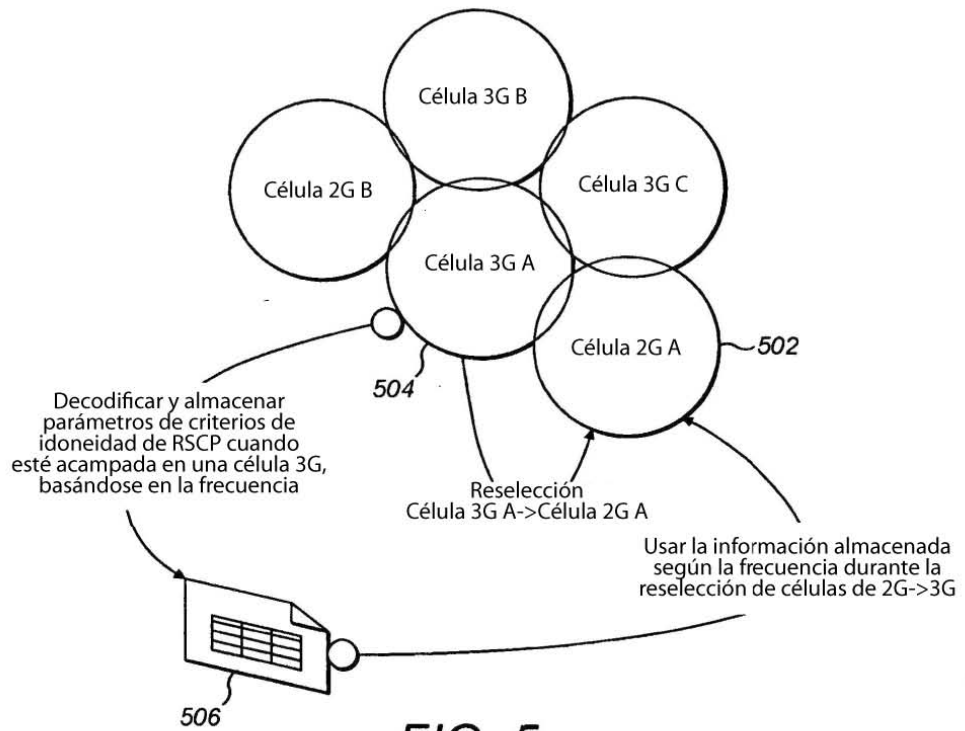 Célula 3G B
Célula 2G B
Célula 3G C
Célula 3G A
Célula 2G A
502
504
Decodificar y almacenar
parámetros de criterios de
idoneidad de RSCP cuando
esté acampada en una célula 3G,
basándose en la frecuencia
Reselección
Célula 3G A->Célula 2G A
Usar la información almacenada
según la frecuencia durante la
reselección de células de 2G->3G
506